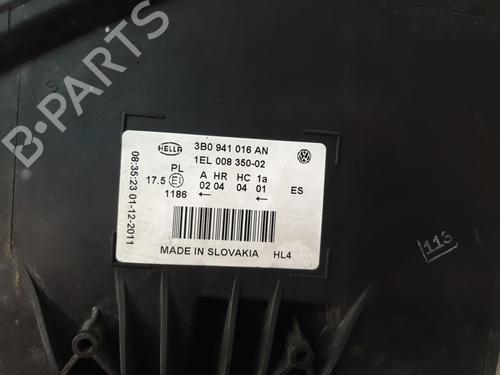 HELLA
3B0 941 016 AN
1EL 008 350-02
PL A HR HC 1a
17.5 E1 02 04 04 01 ES
1186 ← ←
MADE IN SLOVAKIA HL4
08:35:23 01-12-2011
VW
113
B